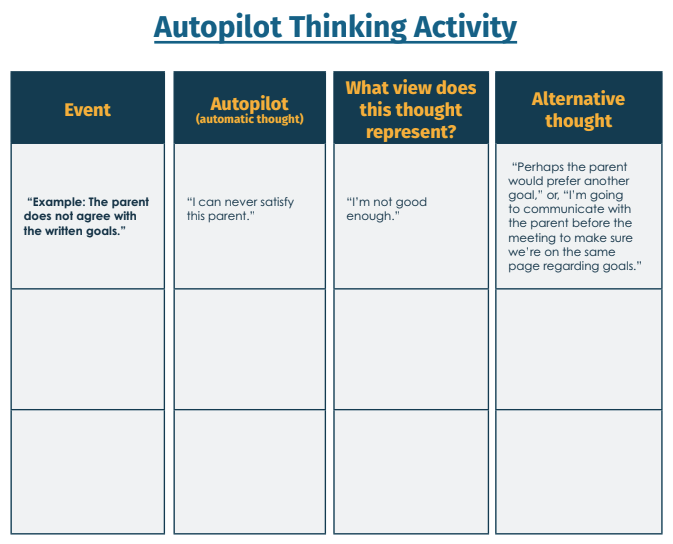 Autopilot Thinking Activity
Event
Autopilot
(automatic thought)
What view does
this thought
represent?
Alternative
thought
“Example: The parent
does not agree with
the written goals.”
“I can never satisfy
this parent.”
“I’m not good
enough.”
“Perhaps the parent
would prefer another
goal,” or, “I’m going
to communicate with
the parent before the
meeting to make sure
we’re on the same
page regarding goals.”